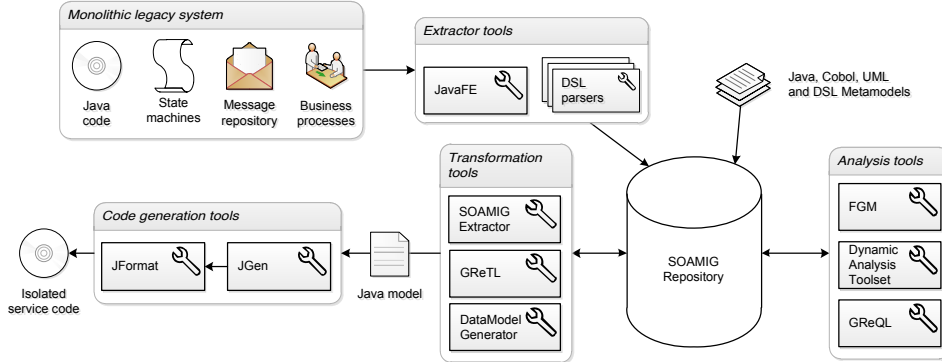 Monolithic legacy system
Java
code
State
machines
Message
repository
Business
processes
Extractor tools
JavaFE
DSL
parsers
Java, Cobol, UML
and DSL Metamodels
Transformation
tools
SOAMIG
Extractor
GReTL
DataModel
Generator
SOAMIG
Repository
Analysis tools
FGM
Dynamic
Analysis
Toolset
GReQL
Code generation tools
JFormat
JGen
Java model
Isolated
service code